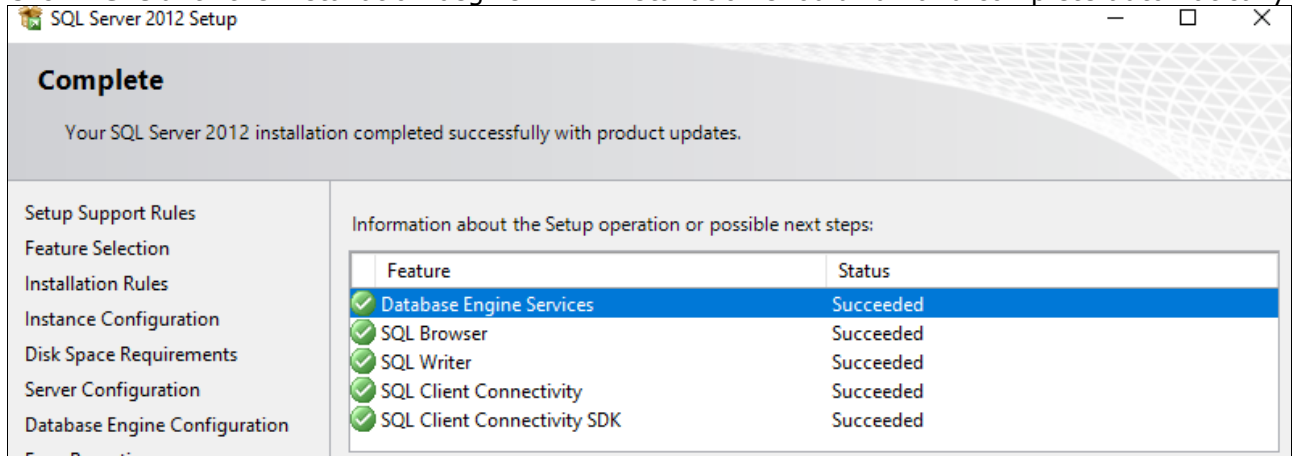 SQL Server 2012 Setup
Complete
Your SQL Server 2012 installation completed successfully with product updates.
Setup Support Rules
Feature Selection
Installation Rules
Instance Configuration
Disk Space Requirements
Server Configuration
Database Engine Configuration
Information about the Setup operation or possible next steps:
Feature Status
Database Engine Services Succeeded
SQL Browser Succeeded
SQL Writer Succeeded
SQL Client Connectivity Succeeded
SQL Client Connectivity SDK Succeeded